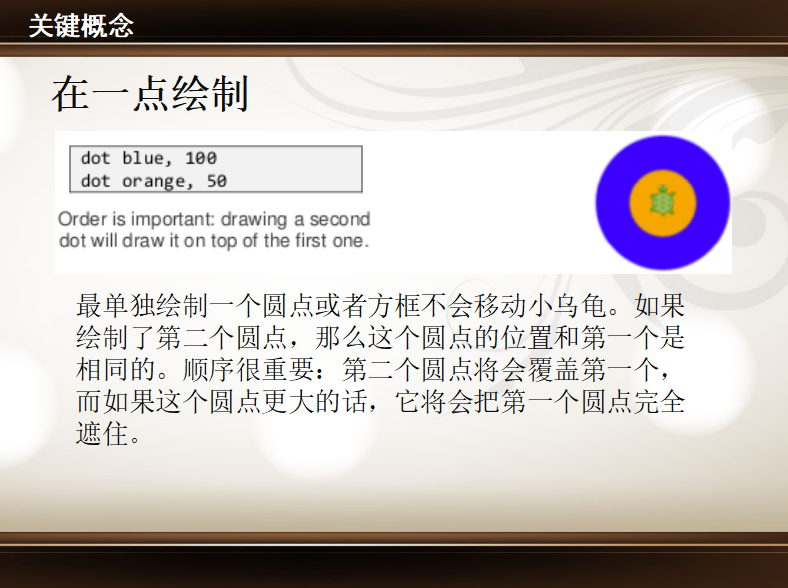 关键概念
在一点绘制
dot blue, 100
dot orange, 50
Order is important: drawing a second
dot will draw it on top of the first one.
最单独绘制一个圆点或者方框不会移动小乌龟。如果
绘制了第二个圆点，那么这个圆点的位置和第一个是
相同的。顺序很重要：第二个圆点将会覆盖第一个，
而如果这个圆点更大的话，它将会把第一个圆点完全
遮住。